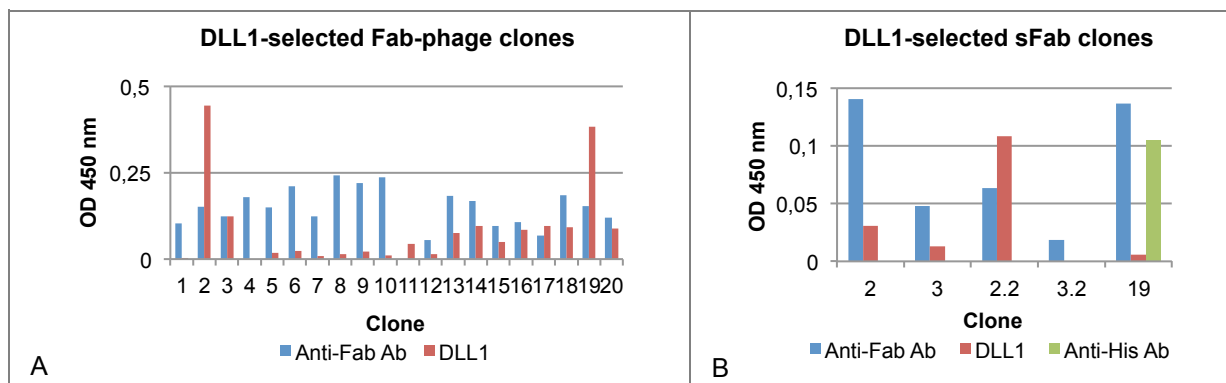 DLL1-selected Fab-phage clones
OD 450 nm
0,5
0,25
0
1 2 3 4 5 6 7 8 9 10 11 12 13 14 15 16 17 18 19 20
Clone
Anti-Fab Ab DLL1
A
DLL1-selected sFab clones
OD 450 nm
0,15
0,1
0,05
0
2 3 2.2 3.2 19
Clone
Anti-Fab Ab DLL1 Anti-His Ab
B